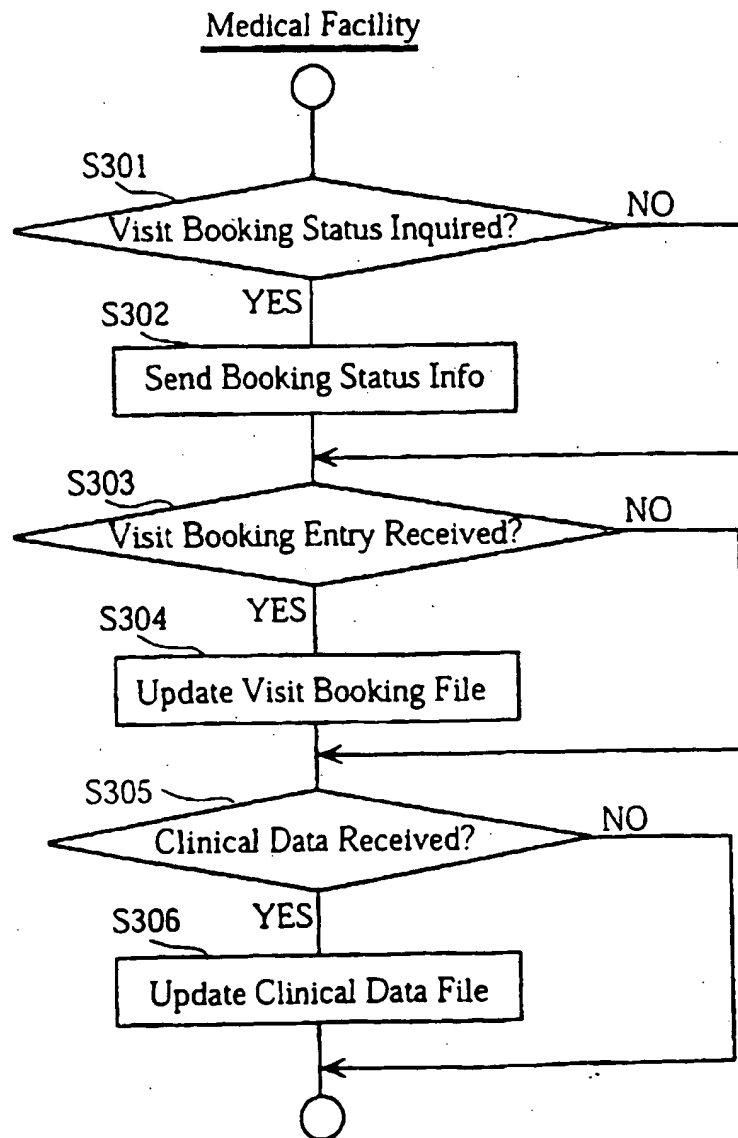 Medical Facility
S301
Visit Booking Status Inquired?
NO
YES
S302
Send Booking Status Info
S303
Visit Booking Entry Received?
NO
YES
S304
Update Visit Booking File
S305
Clinical Data Received?
NO
YES
S306
Update Clinical Data File